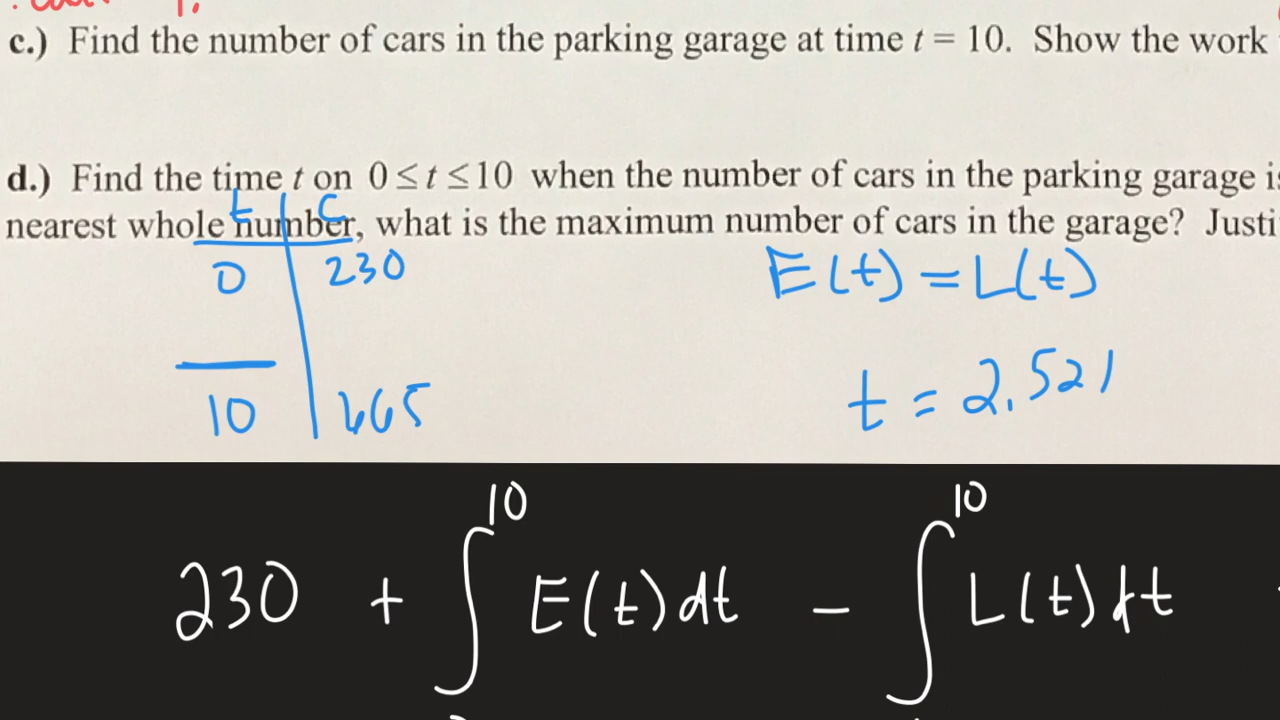 c.) Find the number of cars in the parking garage at time t = 10. Show the work
d.) Find the time t on 0 ≤ t ≤ 10 when the number of cars in the parking garage is
nearest whole number, what is the maximum number of cars in the garage? Justi
t C
0 230
E(t) = L(t)
10 665
t = 2.521
230 + ∫^10 E(t)dt − ∫^10 L(t)dt